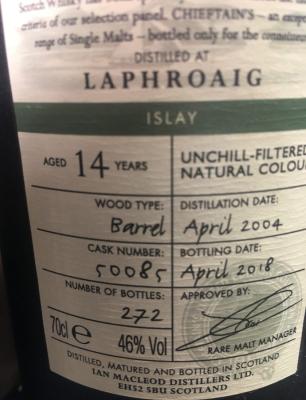 Scotch Whisky
criteria of our selection panel. CHIEFTAIN'S – an
range of Single Malts – bottled only for the connoisseur
DISTILLED AT
LAPHROAIG
ISLAY
AGED 14 YEARS
UNCHILL-FILTERED
NATURAL COLOU
WOOD TYPE:
Barrel
DISTILLATION DATE:
April 2004
CASK NUMBER:
50085
BOTTLING DATE:
April 2018
NUMBER OF BOTTLES:
272
APPROVED BY:
70cl e 46% Vol
RARE MALT MANAGER
DISTILLED, MATURED AND BOTTLED IN SCOTLAND
IAN MACLEOD DISTILLERS LTD.
EH52 5BU SCOTLAND